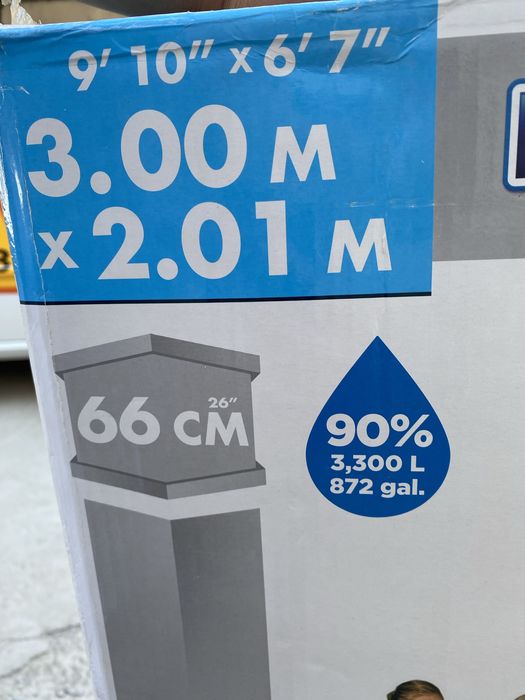 9' 10" x 6' 7"
3.00 M
x 2.01 M
26"
66 CM
90%
3,300 L
872 gal.